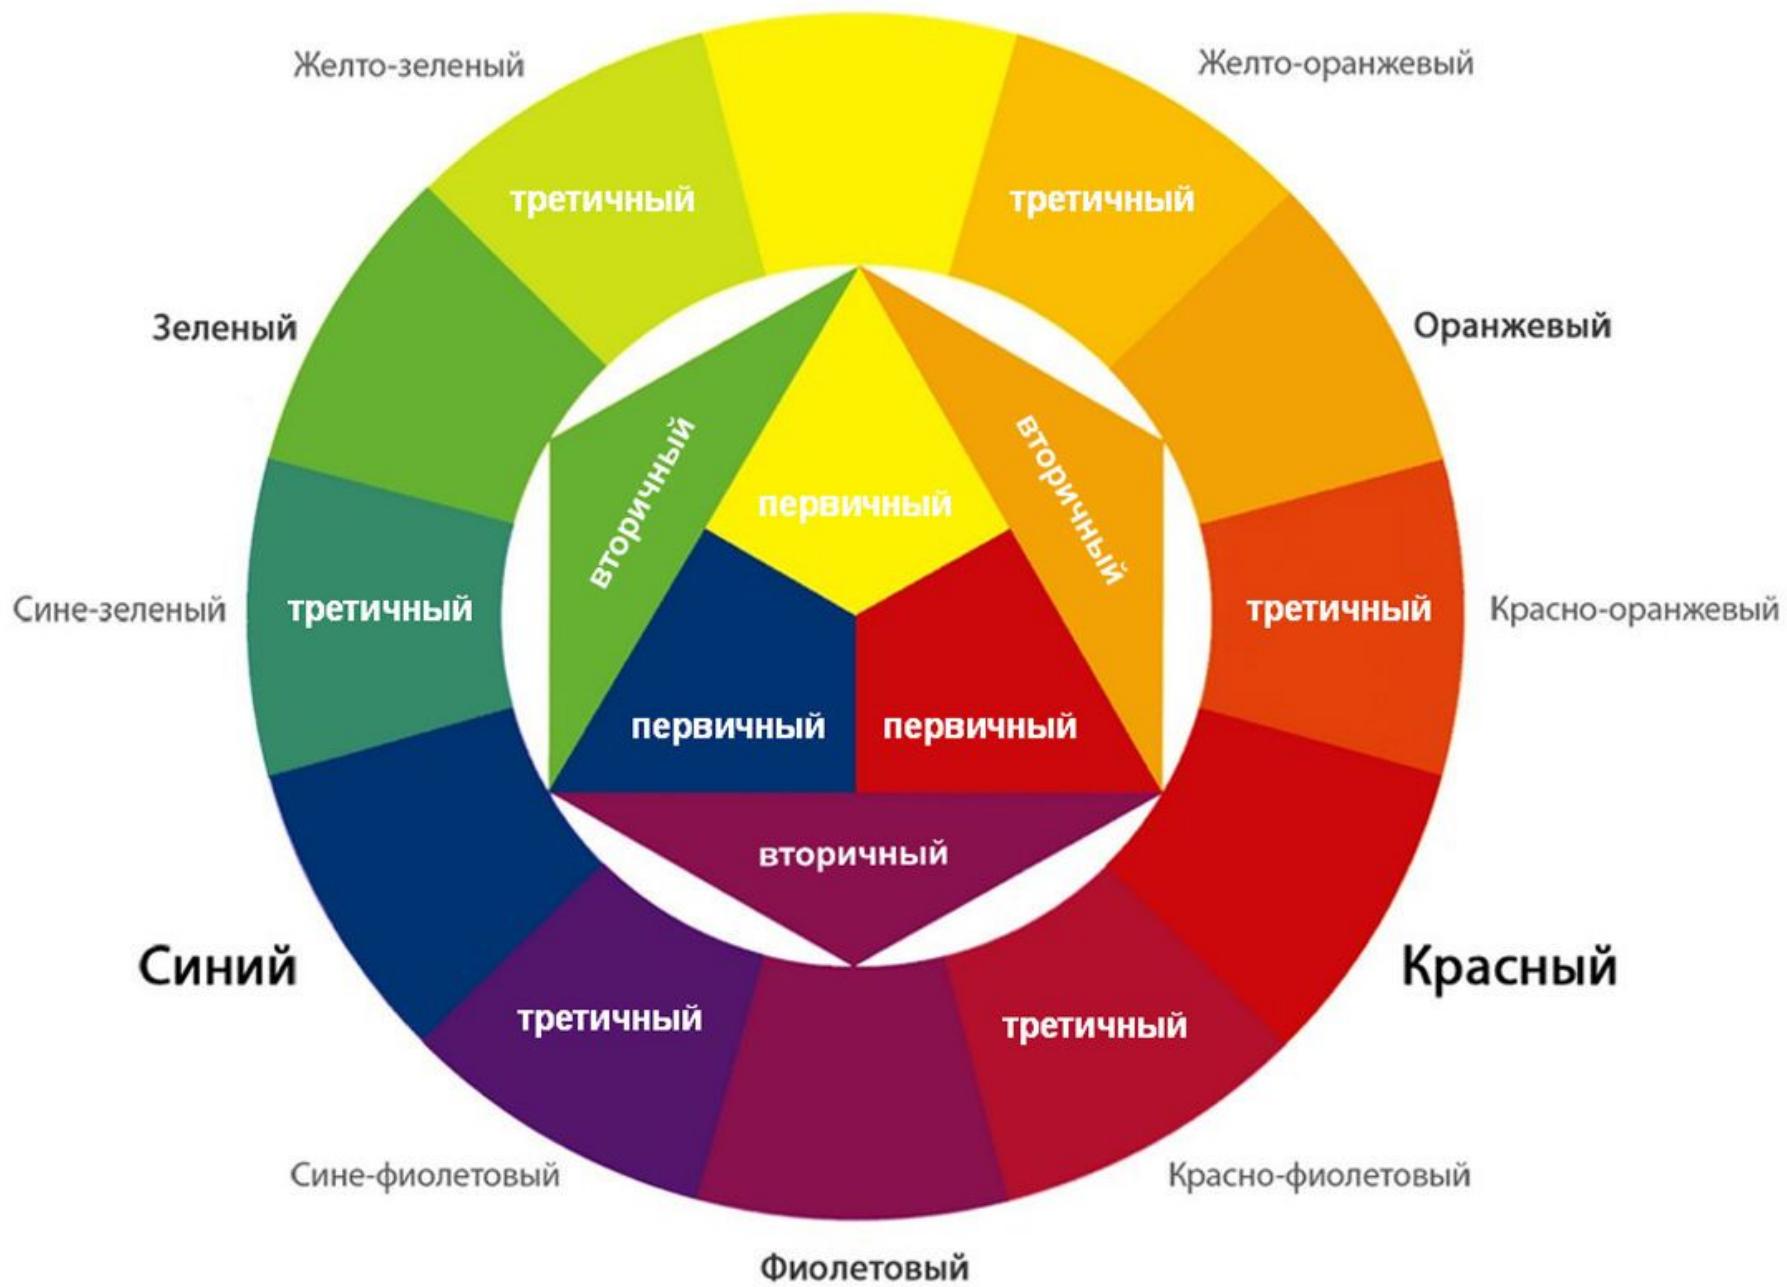 Желто-зеленый
Желто-оранжевый
третичный
третичный
Зеленый
Оранжевый
вторичный
вторичный
первичный
Сине-зеленый
третичный
третичный
Красно-оранжевый
первичный
первичный
вторичный
Синий
Красный
третичный
третичный
Сине-фиолетовый
Красно-фиолетовый
Фиолетовый